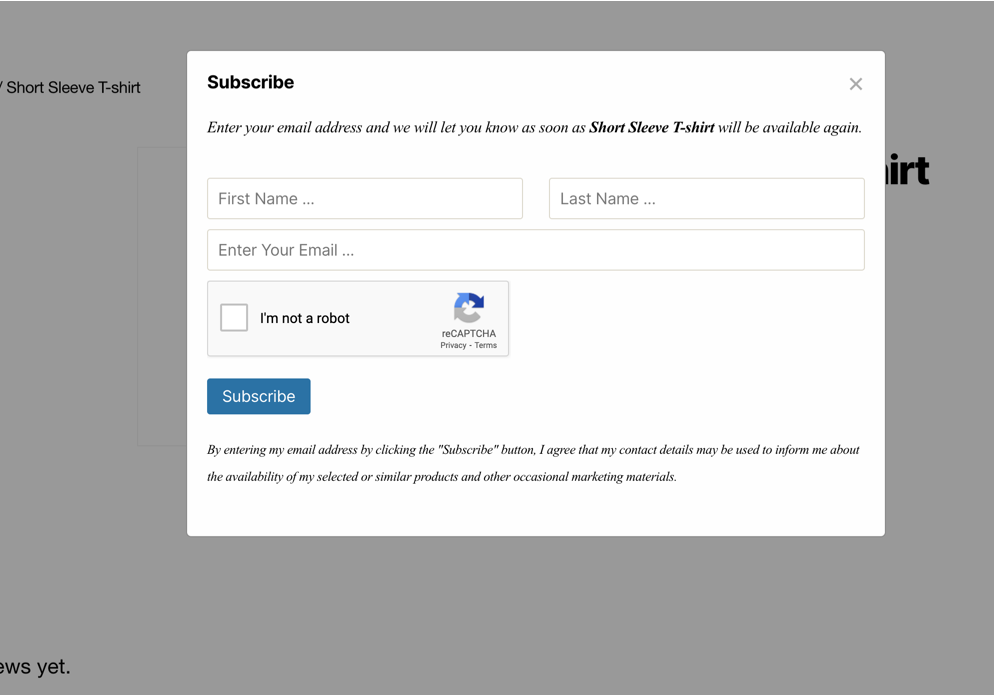 / Short Sleeve T-shirt
Subscribe
×
Enter your email address and we will let you know as soon as Short Sleeve T-shirt will be available again.
First Name ...
Last Name ...
Enter Your Email ...
I'm not a robot
reCAPTCHA
Privacy - Terms
Subscribe
By entering my email address by clicking the "Subscribe" button, I agree that my contact details may be used to inform me about
the availability of my selected or similar products and other occasional marketing materials.
yet.